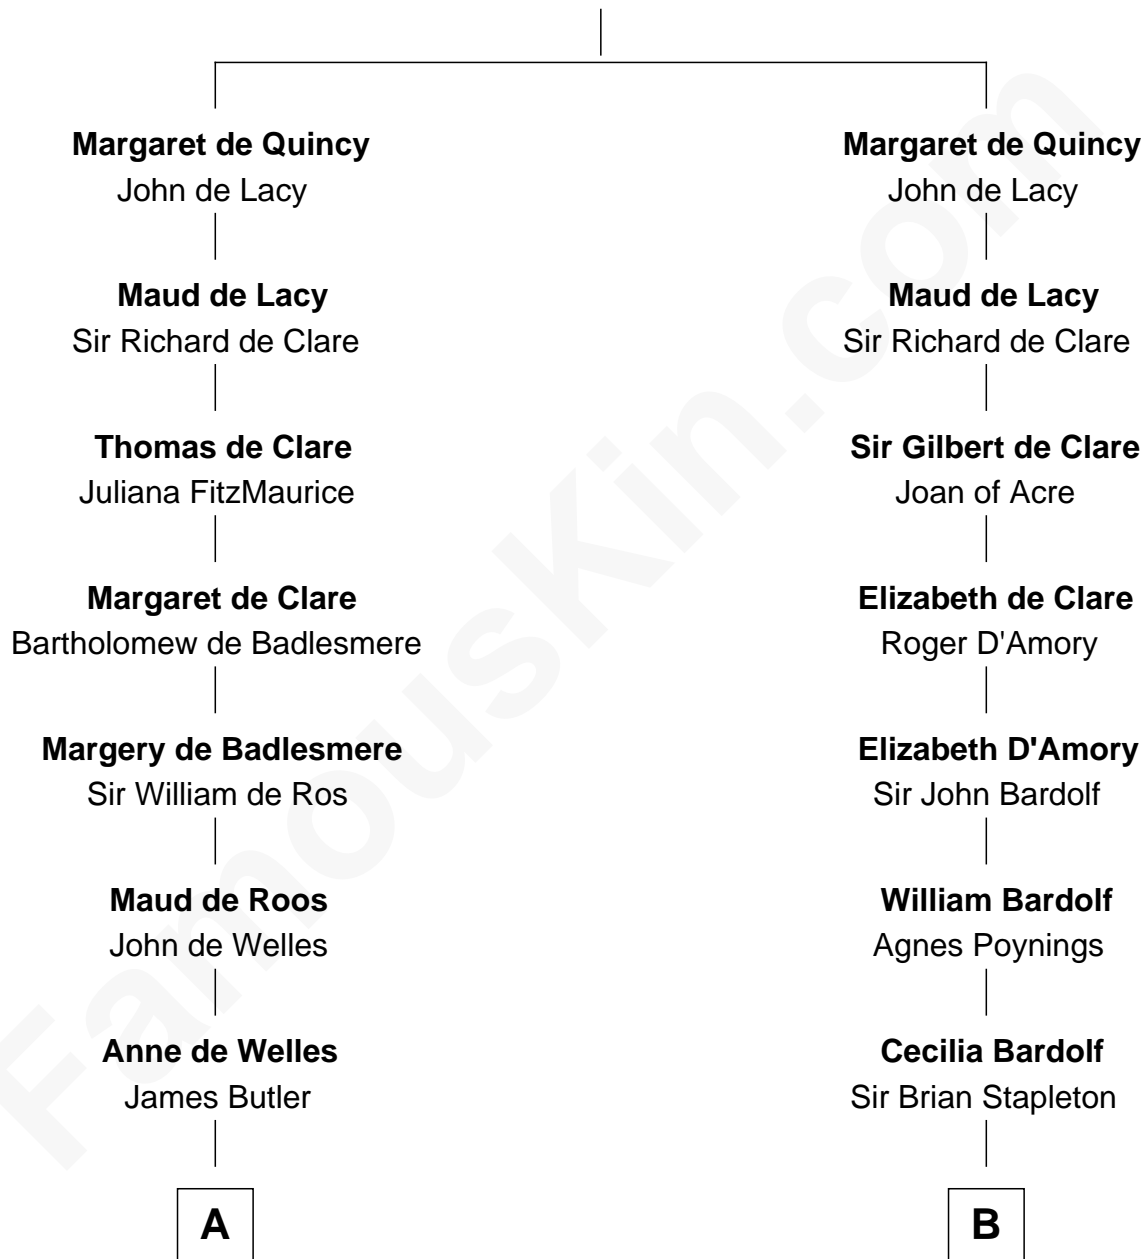 Margaret de Quincy
John de Lacy
Maud de Lacy
Sir Richard de Clare
Thomas de Clare
Juliana FitzMaurice
Margaret de Clare
Bartholomew de Badlesmere
Margery de Badlesmere
Sir William de Ros
Maud de Roos
John de Welles
Anne de Welles
James Butler
A
Margaret de Quincy
John de Lacy
Maud de Lacy
Sir Richard de Clare
Sir Gilbert de Clare
Joan of Acre
Elizabeth de Clare
Roger D'Amory
Elizabeth D'Amory
Sir John Bardolf
William Bardolf
Agnes Poynings
Cecilia Bardolf
Sir Brian Stapleton
B
FamousKin.com